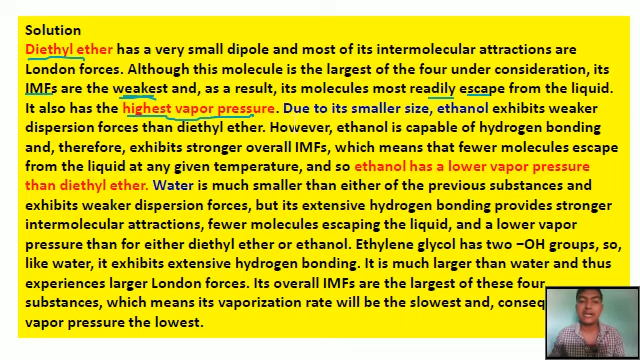 Solution
Diethyl ether has a very small dipole and most of its intermolecular attractions are
London forces. Although this molecule is the largest of the four under consideration, its
IMFs are the weakest and, as a result, its molecules most readily escape from the liquid.
It also has the highest vapor pressure. Due to its smaller size, ethanol exhibits weaker
dispersion forces than diethyl ether. However, ethanol is capable of hydrogen bonding
and, therefore, exhibits stronger overall IMFs, which means that fewer molecules escape
from the liquid at any given temperature, and so ethanol has a lower vapor pressure
than diethyl ether. Water is much smaller than either of the previous substances and
exhibits weaker dispersion forces, but its extensive hydrogen bonding provides stronger
intermolecular attractions, fewer molecules escaping the liquid, and a lower vapor
pressure than for either diethyl ether or ethanol. Ethylene glycol has two −OH groups, so,
like water, it exhibits extensive hydrogen bonding. It is much larger than water and thus
experiences larger London forces. Its overall IMFs are the largest of these four
substances, which means its vaporization rate will be the slowest and, conseq
vapor pressure the lowest.